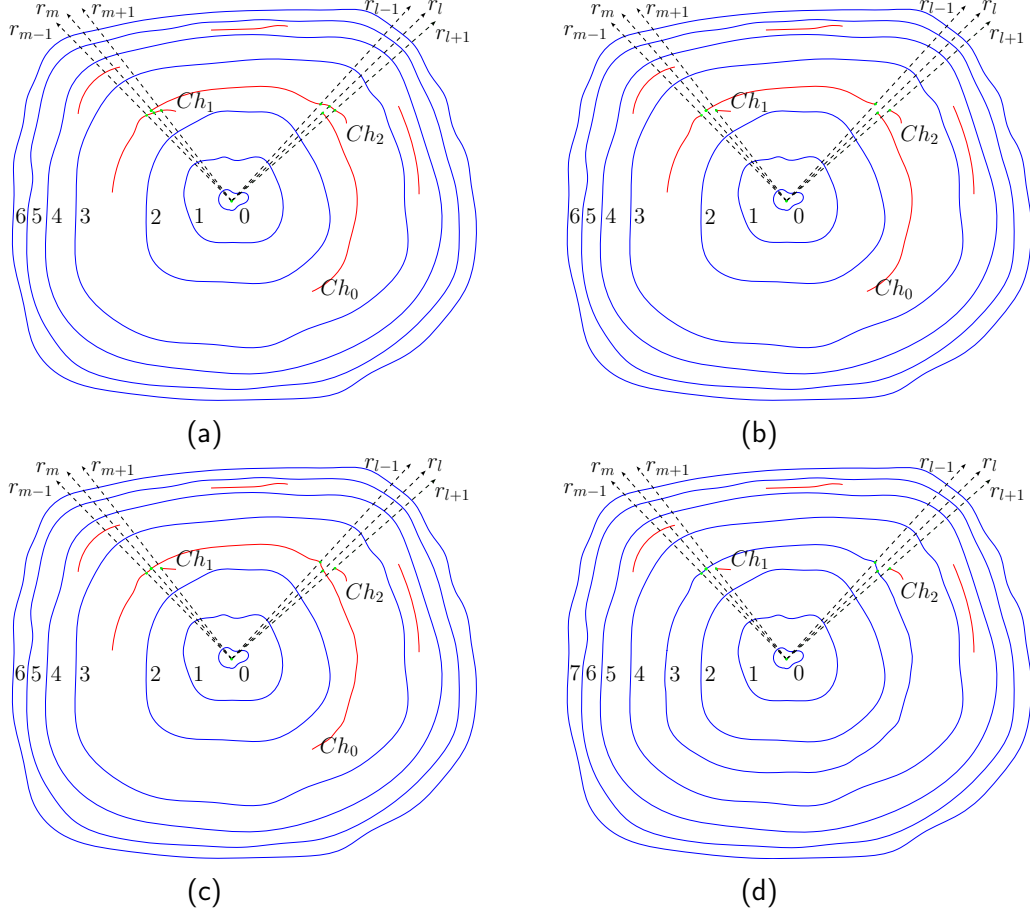 r_m r_{m+1} r_{l-1} r_l
r_{m-1} r_{l+1}
Ch_1
Ch_2
6 5 4 3 2 1 0
Ch_0
(a)
r_m r_{m+1} r_{l-1} r_l
r_{m-1} r_{l+1}
Ch_1
Ch_2
6 5 4 3 2 1 0
Ch_0
(b)
r_m r_{m+1} r_{l-1} r_l
r_{m-1} r_{l+1}
Ch_1
Ch_2
6 5 4 3 2 1 0
Ch_0
(c)
r_m r_{m+1} r_{l-1} r_l
r_{m-1} r_{l+1}
Ch_1
Ch_2
7 6 5 4 3 2 1 0
(d)